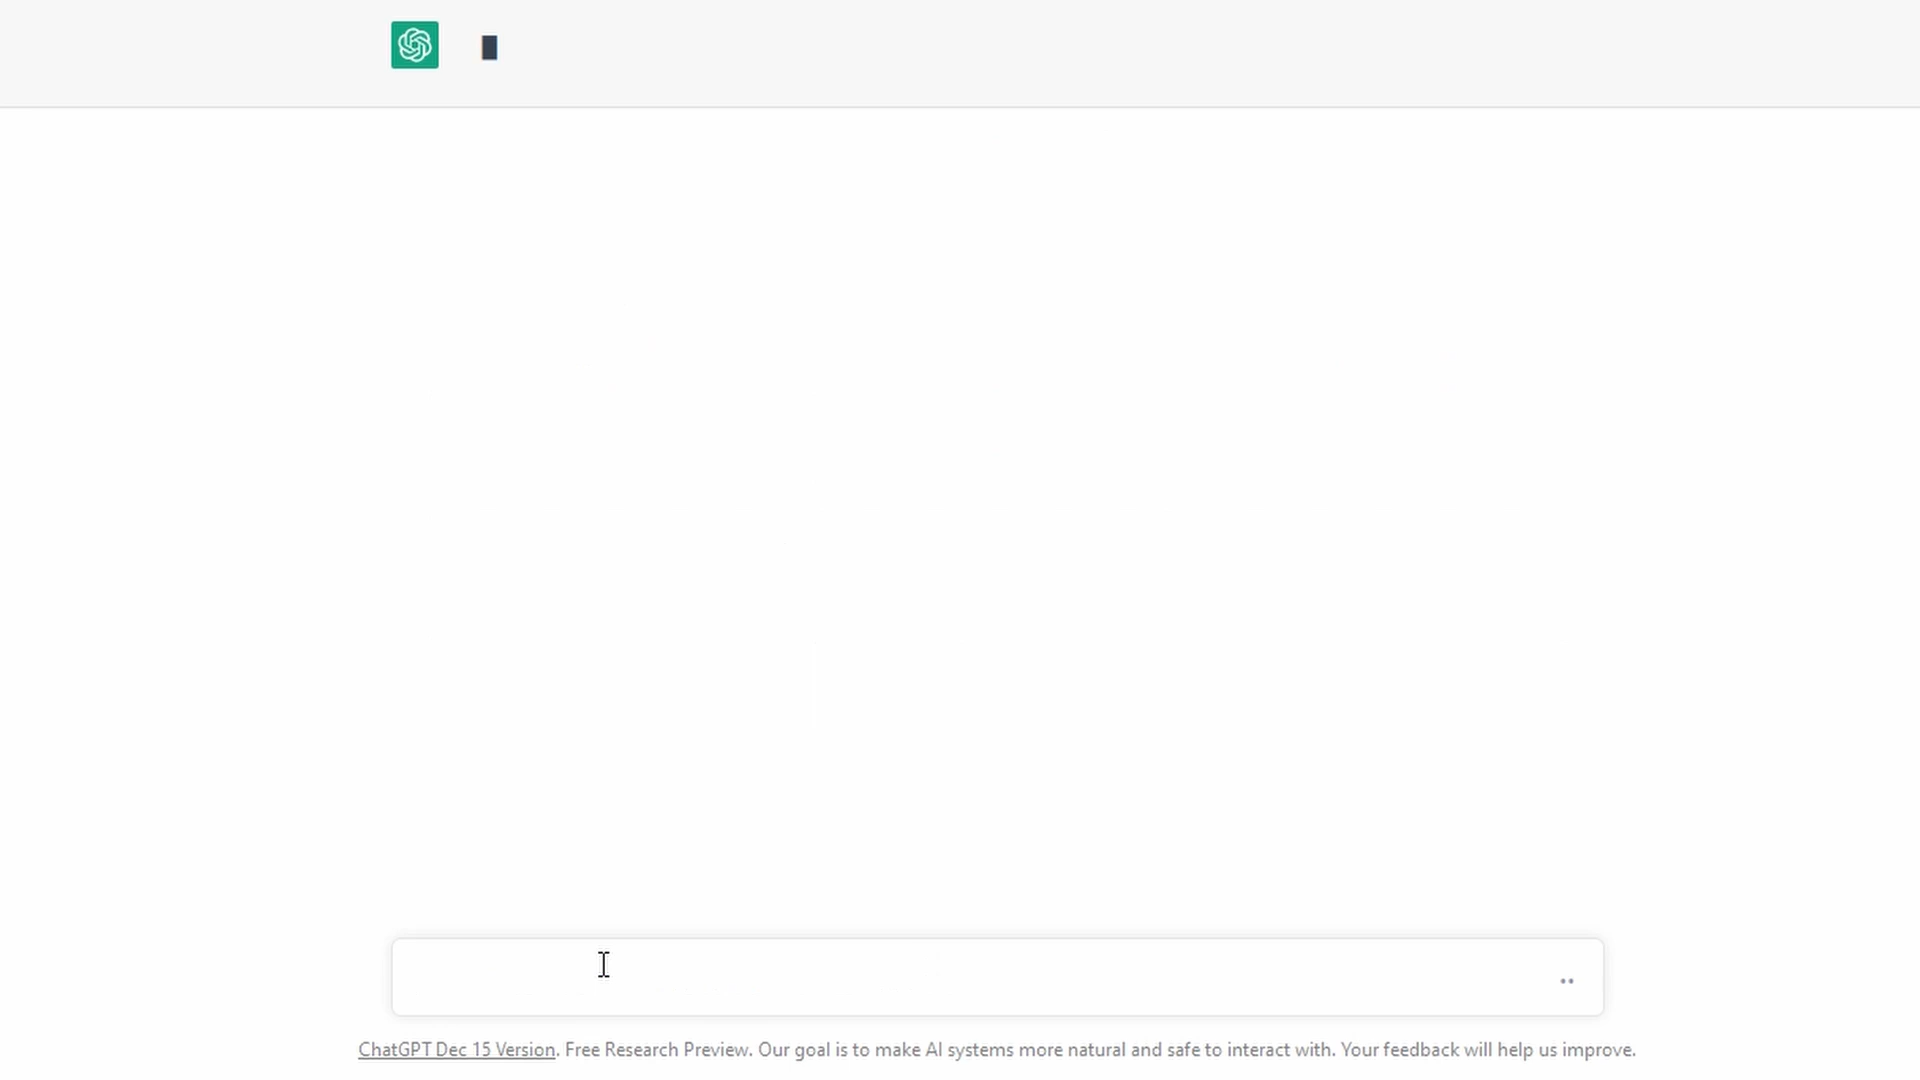 ChatGPT Dec 15 Version. Free Research Preview. Our goal is to make AI systems more natural and safe to interact with. Your feedback will help us improve.